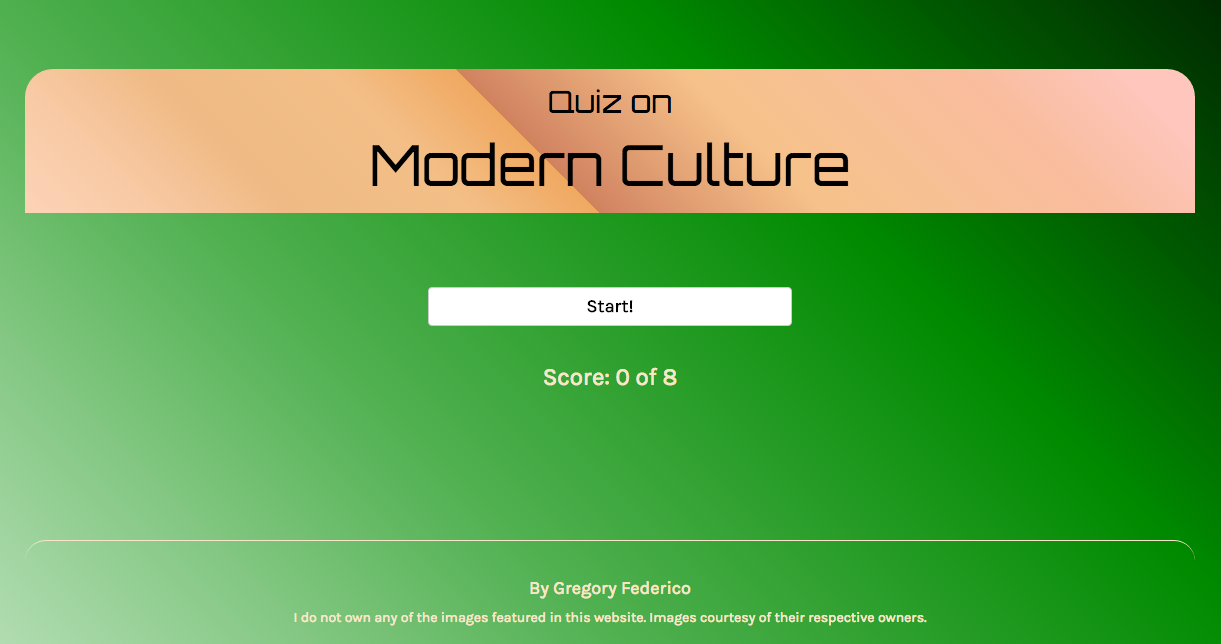 Quiz on
Modern Culture
Start!
Score: 0 of 8
By Gregory Federico
I do not own any of the images featured in this website. Images courtesy of their respective owners.